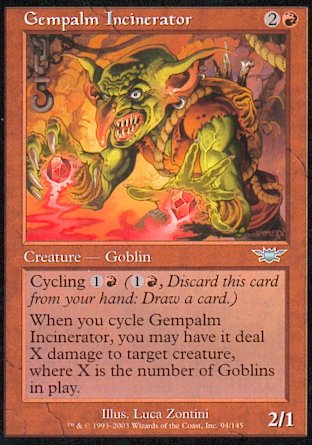 Gempalm Incinerator 2
Creature — Goblin
Cycling 1 (1, Discard this card
from your hand: Draw a card.)
When you cycle Gempalm
Incinerator, you may have it deal
X damage to target creature,
where X is the number of Goblins
in play.
Illus. Luca Zontini
™ & © 1993-2003 Wizards of the Coast, Inc. 94/145
2/1